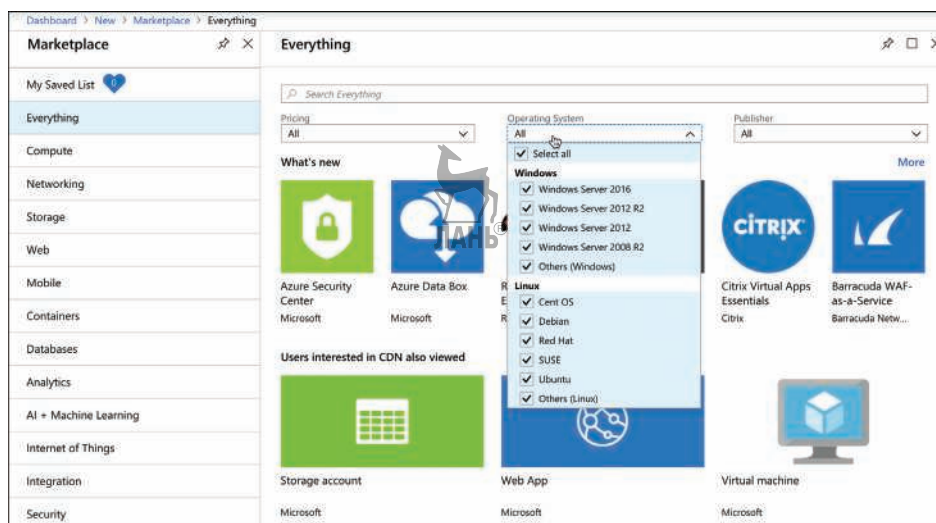 Dashboard > New > Marketplace > Everything
Marketplace
My Saved List 0
Everything
Compute
Networking
Storage
Web
Mobile
Containers
Databases
Analytics
AI + Machine Learning
Internet of Things
Integration
Security
Everything
Search Everything
Pricing
All
Operating System
All
Publisher
All
Select all
Windows
Windows Server 2016
Windows Server 2012 R2
Windows Server 2012
Windows Server 2008 R2
Others (Windows)
Linux
Cent OS
Debian
Red Hat
SUSE
Ubuntu
Others (Linux)
What's new
More
ЛАНЬ®
CİTRIX
Azure Security Center
Microsoft
Azure Data Box
Microsoft
Citrix Virtual Apps Essentials
Citrix
Barracuda WAF-as-a-Service
Barracuda Netw...
Users interested in CDN also viewed
Storage account
Microsoft
Web App
Microsoft
Virtual machine
Microsoft